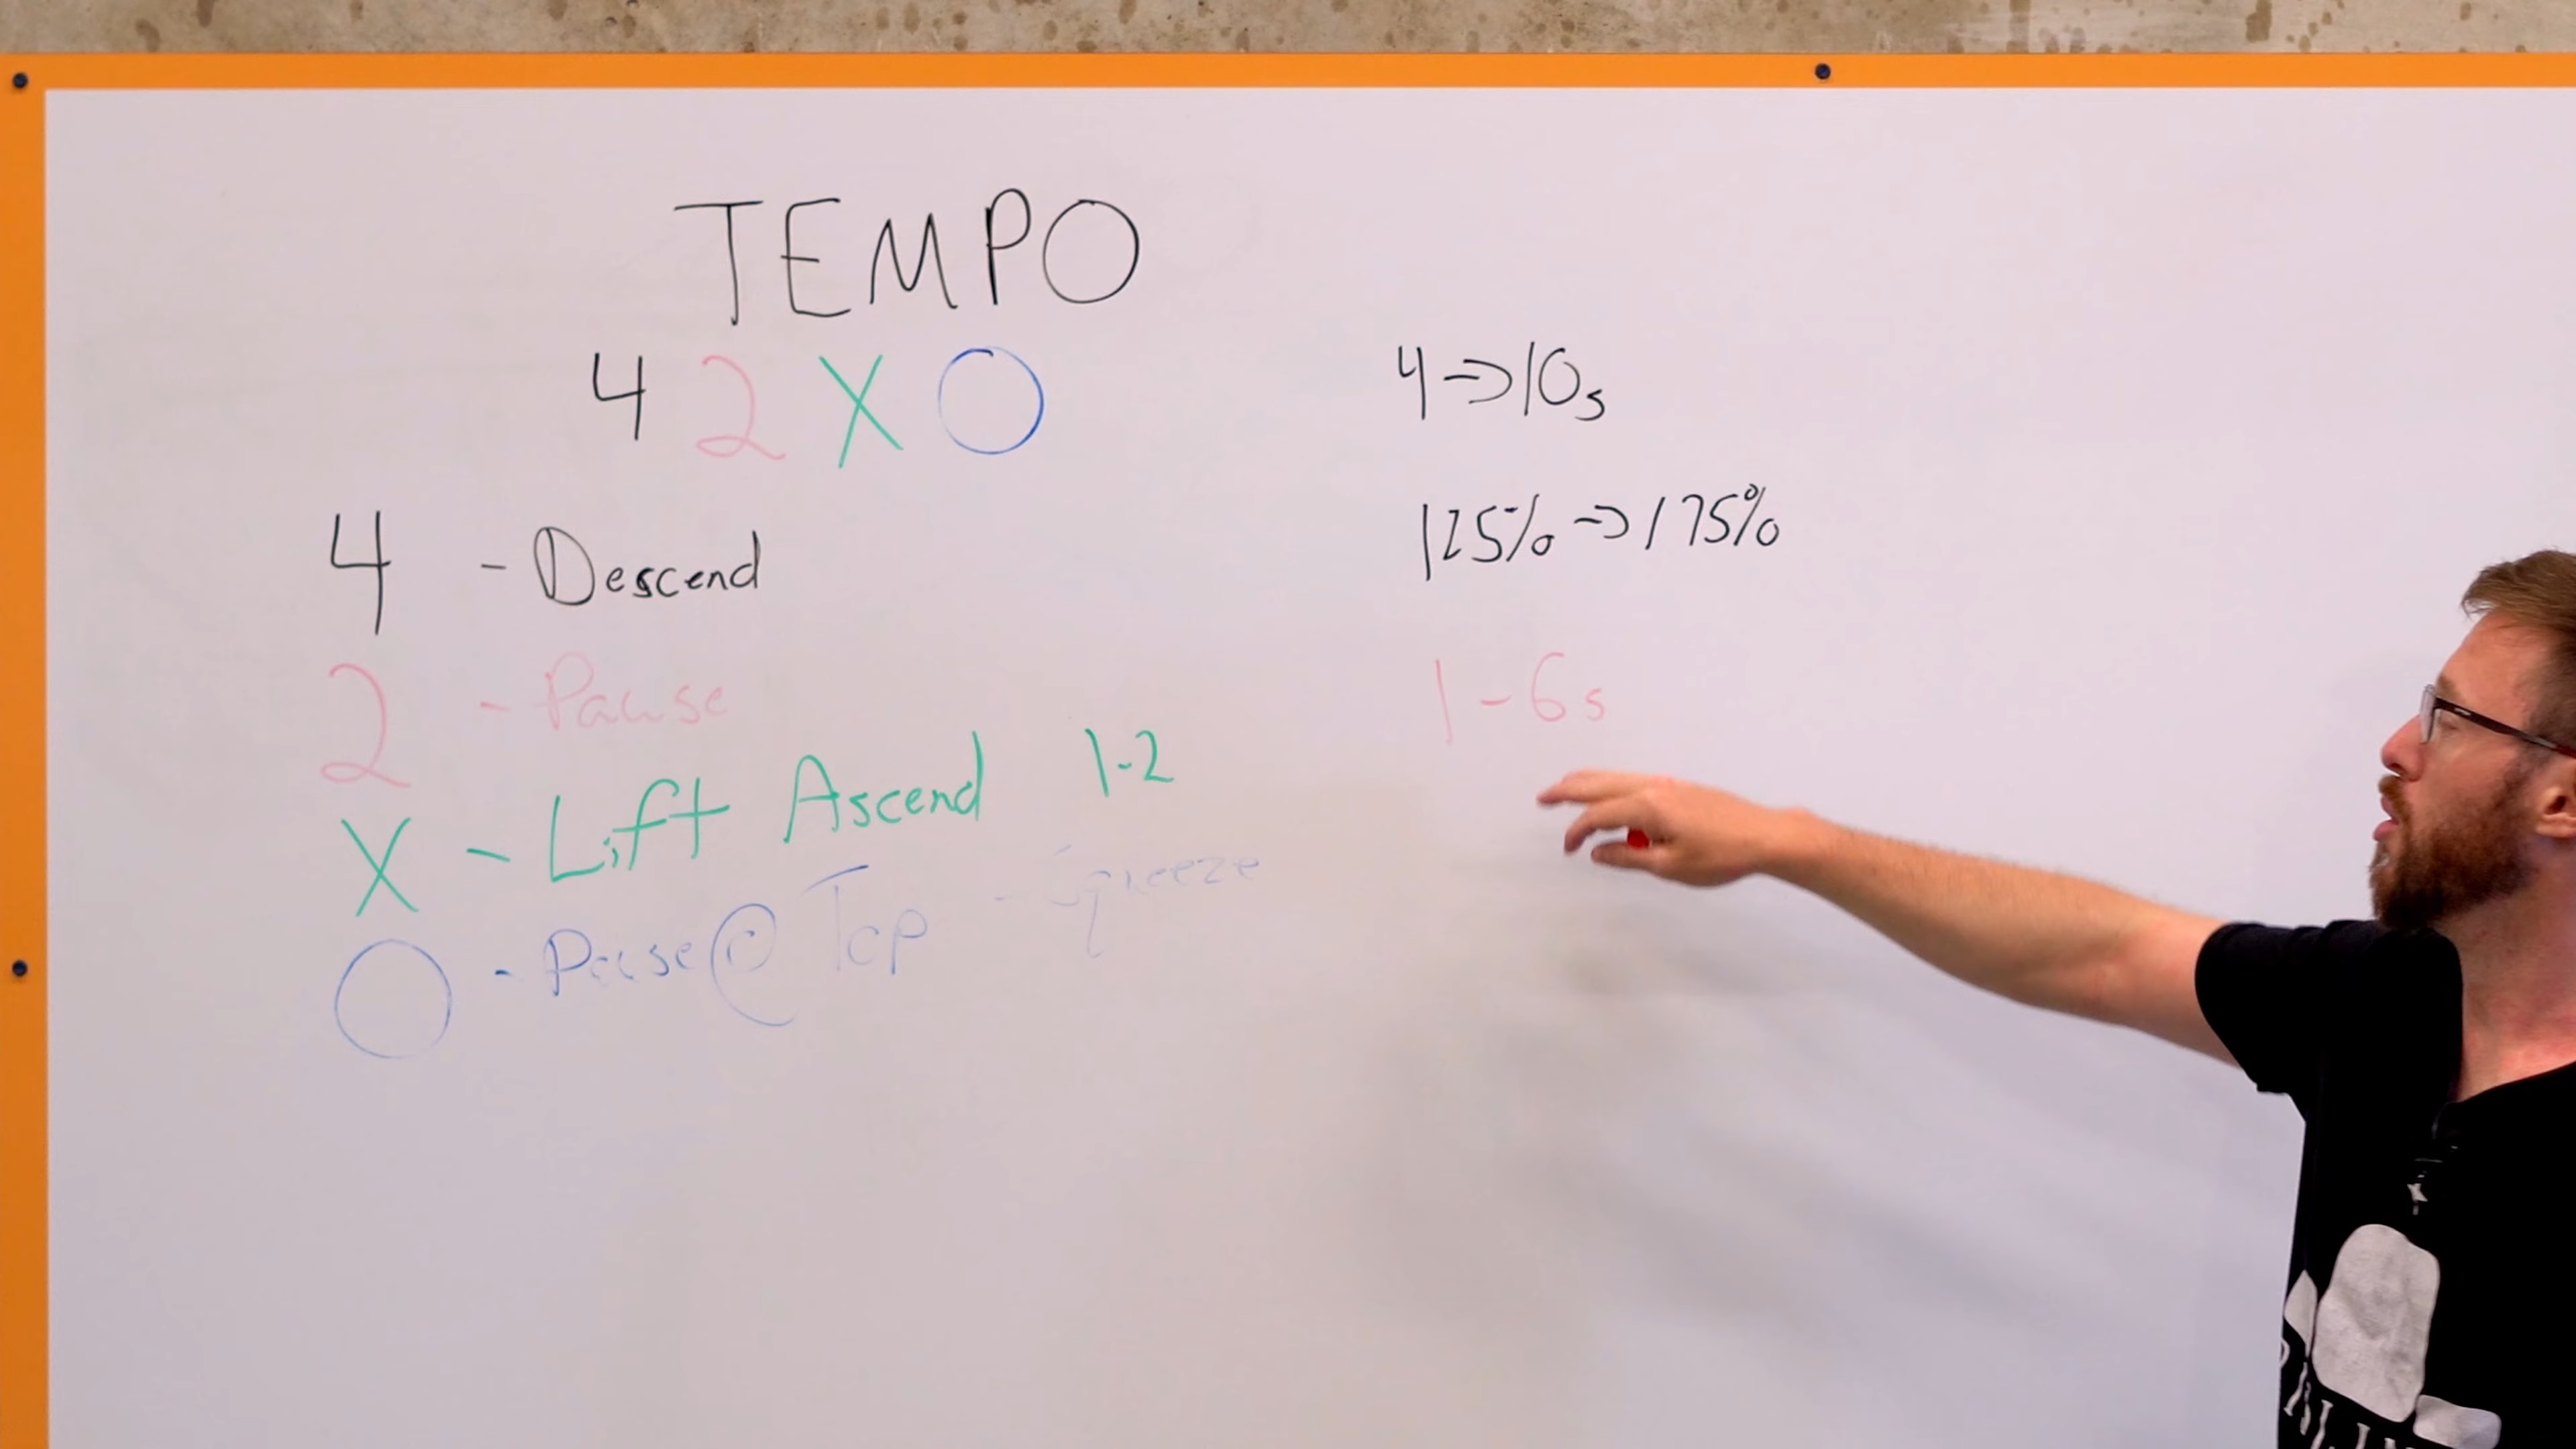 TEMPO
4 2 X O
4 - Descend
2 - Pause
X - Lift Ascend 1-2
O - Pause @ Top - Squeeze
4 => 10s
125% => 175%
1-6s